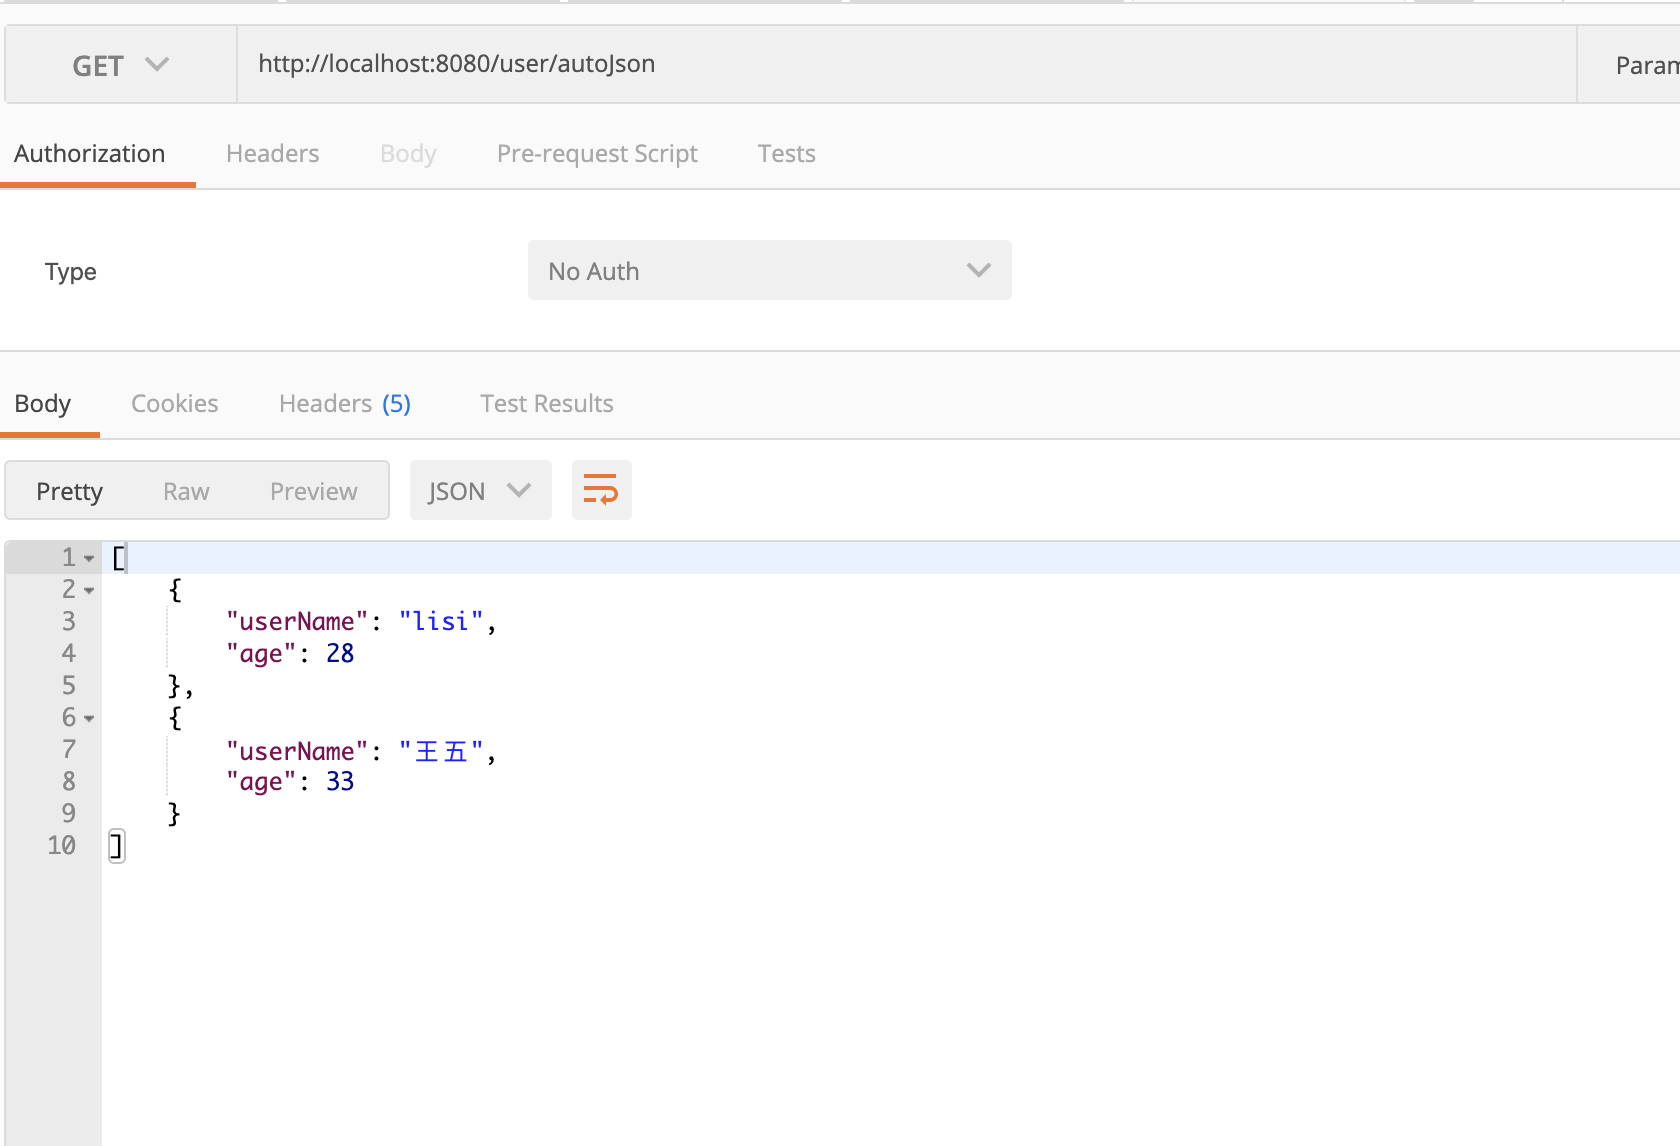 GET http://localhost:8080/user/autoJson Param
Authorization Headers Body Pre-request Script Tests
Type No Auth
Body Cookies Headers (5) Test Results
Pretty Raw Preview JSON
1 [
2 {
3 "userName": "lisi",
4 "age": 28
5 },
6 {
7 "userName": "王五",
8 "age": 33
9 }
10 ]